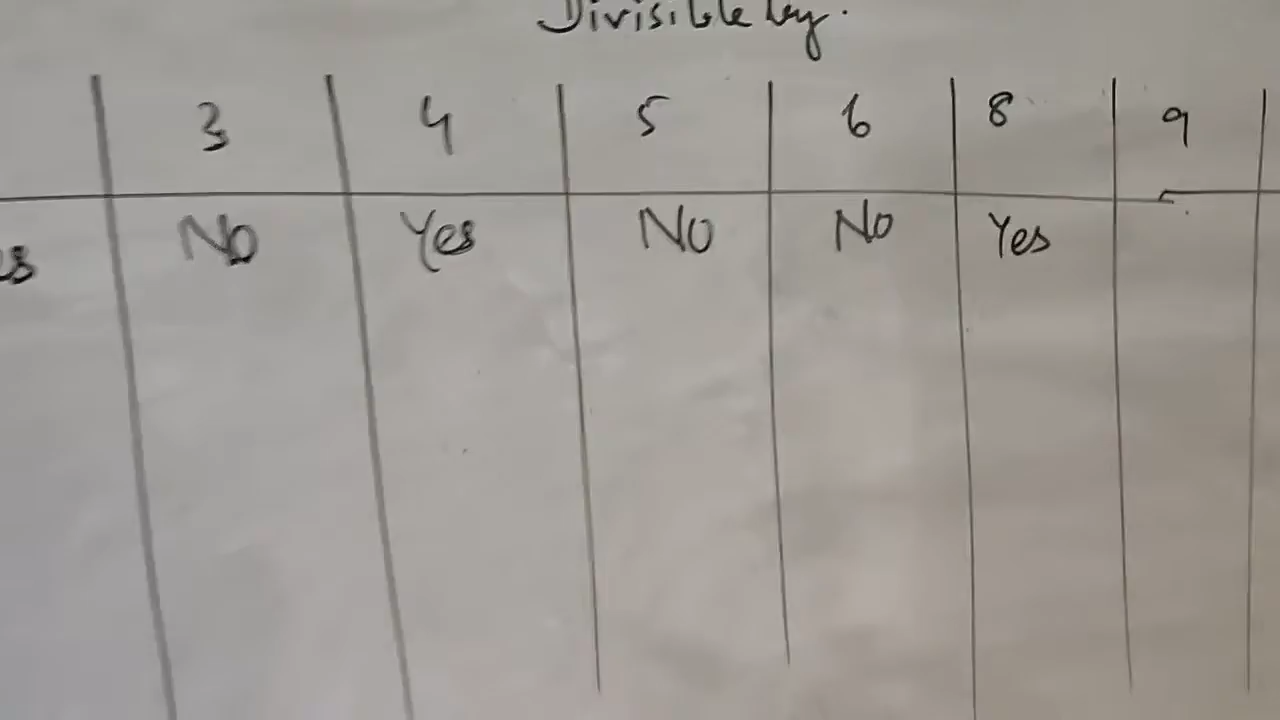 Divisible by.
3 4 5 6 8 9
No Yes No No Yes